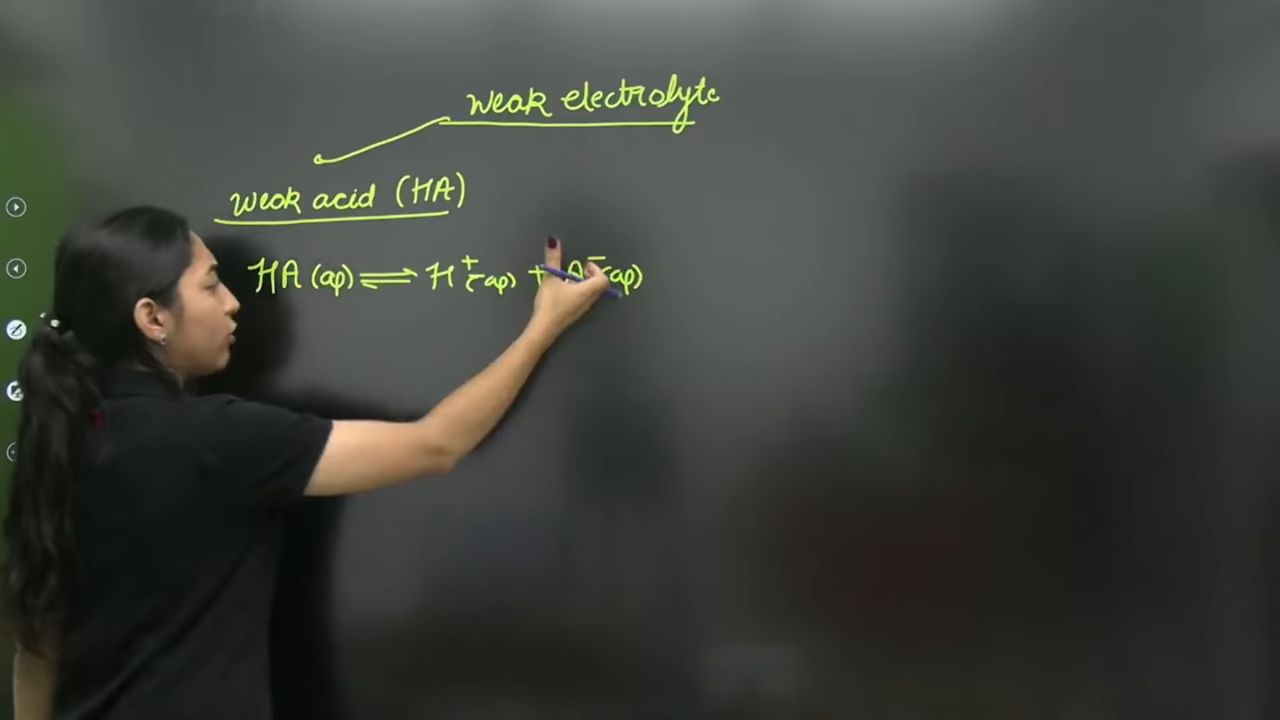 weak electrolyte
weak acid (HA)
HA (aq) ⇌ H⁺(aq) + A⁻(aq)